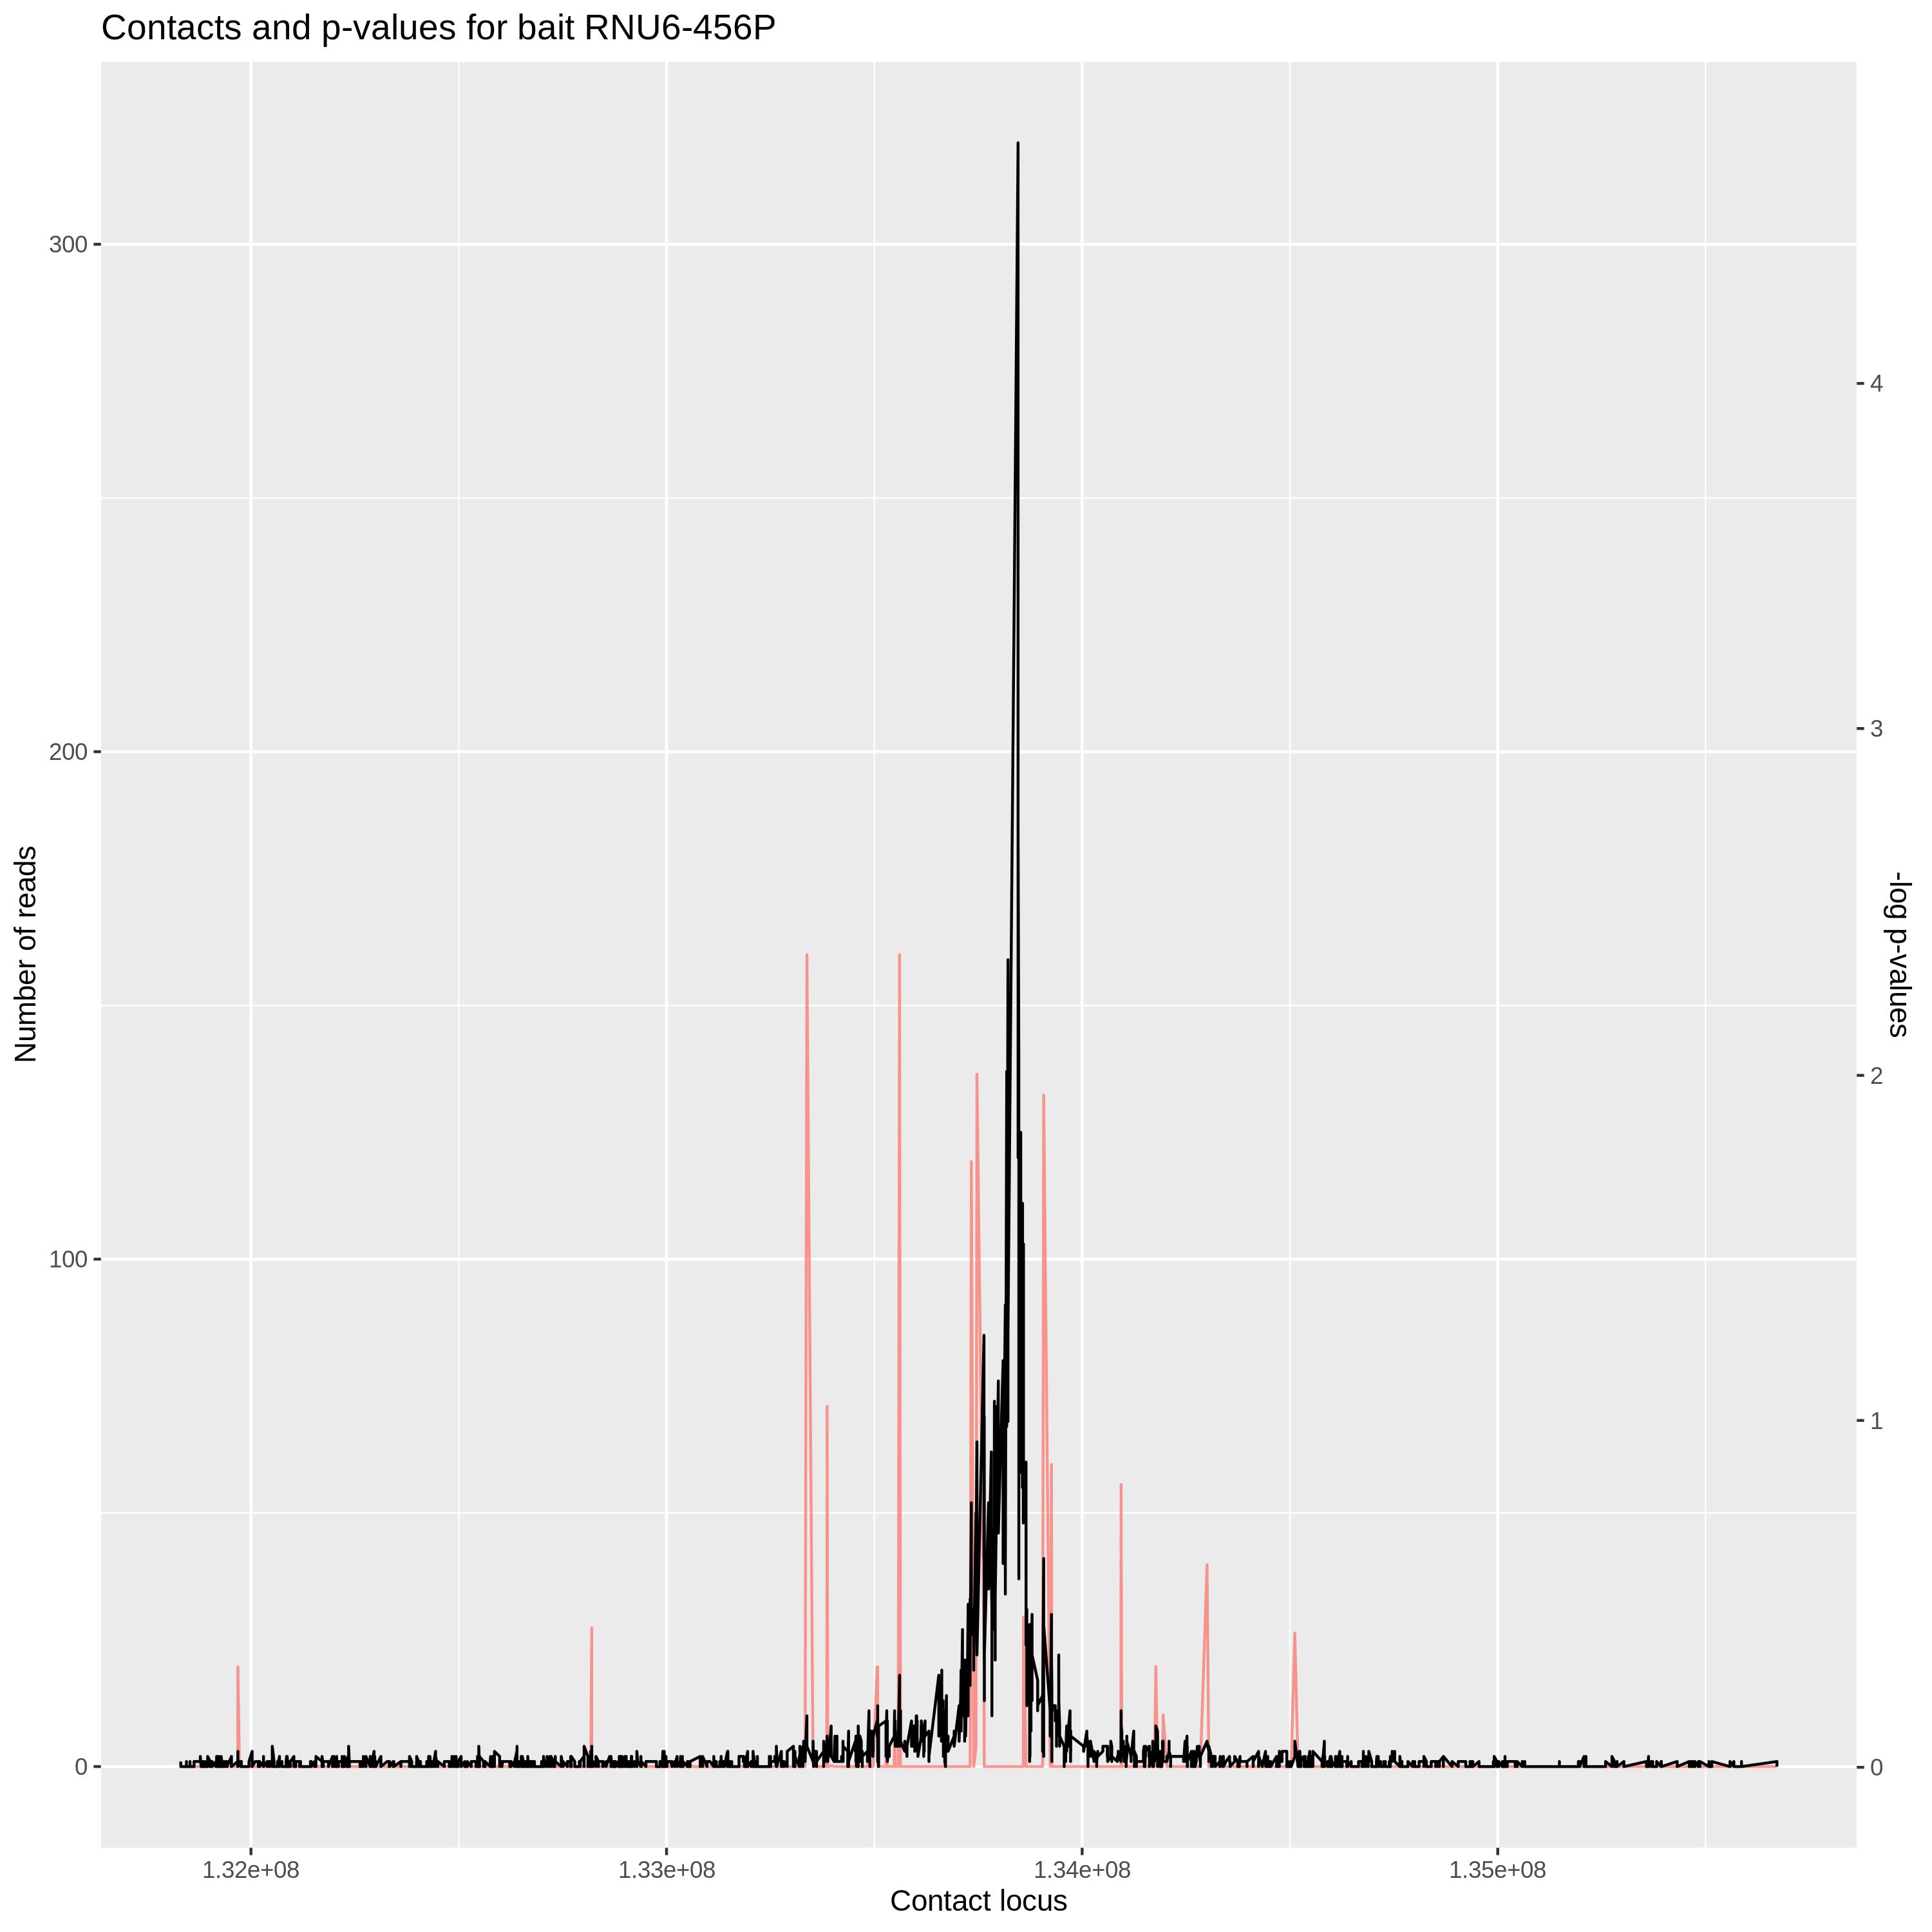 Contacts and p-values for bait RNU6-456P
300
200
100
0
4
3
2
1
0
Number of reads
-log p-values
1.32e+08
1.33e+08
1.34e+08
1.35e+08
Contact locus